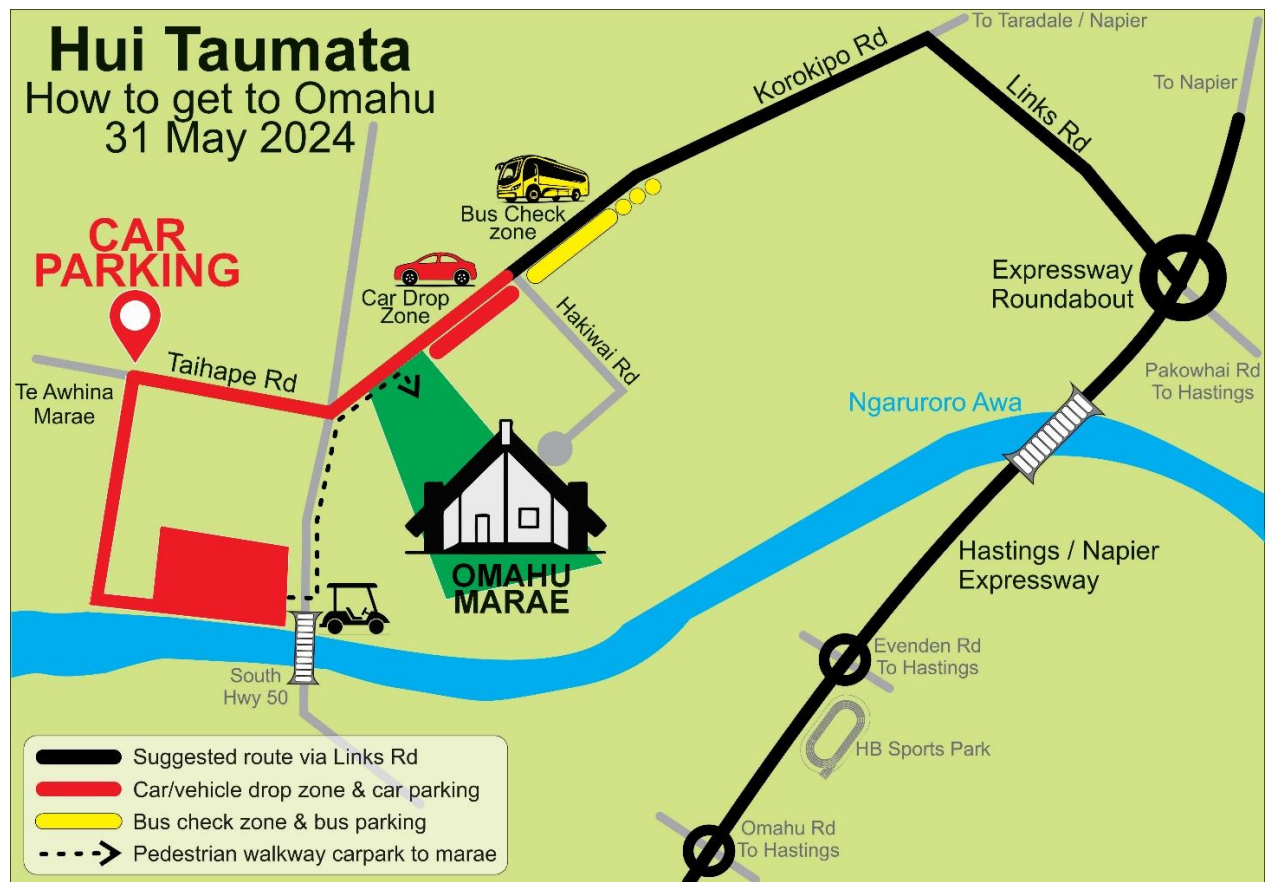 Hui Taumata
How to get to Omahu
31 May 2024
To Taradale / Napier
Korokipo Rd
Links Rd
To Napier
Bus Check
zone
CAR
PARKING
Car Drop
Zone
Expressway
Roundabout
Hakiwai Rd
Taihape Rd
Te Awhina
Marae
Pakowhai Rd
To Hastings
Ngaruroro Awa
OMAHU
MARAE
Hastings / Napier
Expressway
South
Hwy 50
Evenden Rd
To Hastings
HB Sports Park
Omahu Rd
To Hastings
Suggested route via Links Rd
Car/vehicle drop zone & car parking
Bus check zone & bus parking
Pedestrian walkway carpark to marae